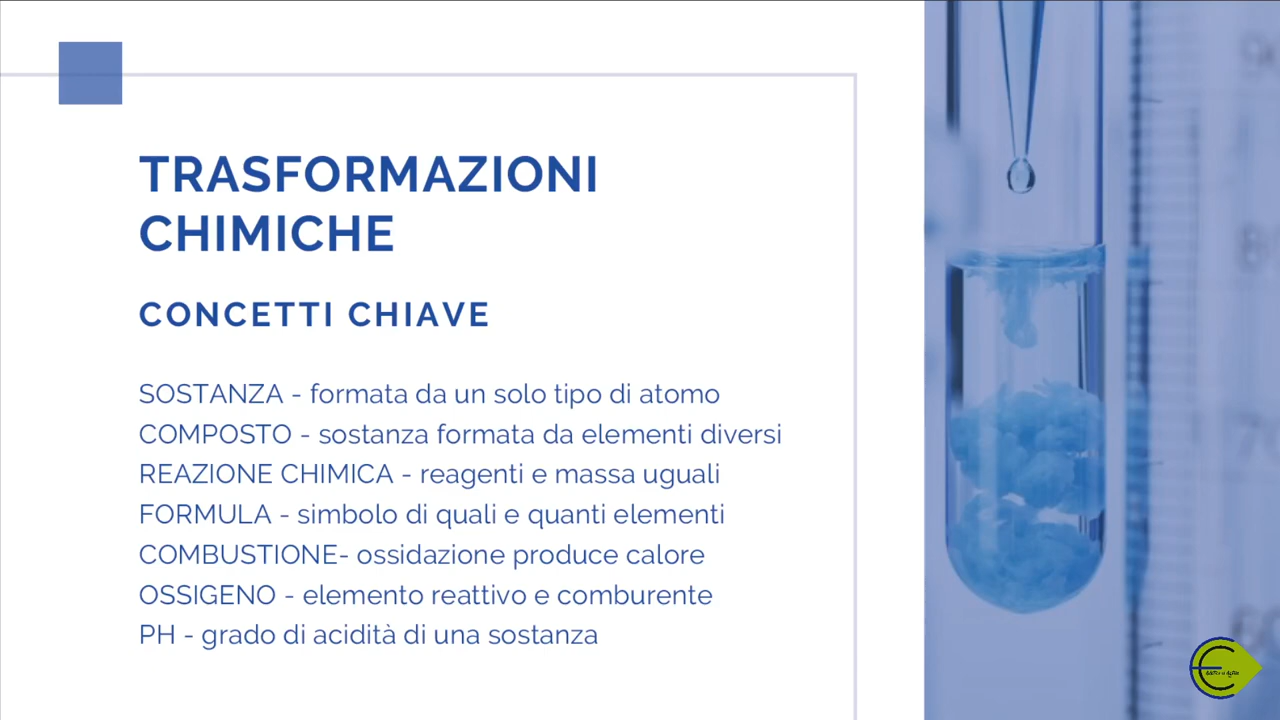 TRASFORMAZIONI
CHIMICHE
CONCETTI CHIAVE
SOSTANZA - formata da un solo tipo di atomo
COMPOSTO - sostanza formata da elementi diversi
REAZIONE CHIMICA - reagenti e massa uguali
FORMULA - simbolo di quali e quanti elementi
COMBUSTIONE- ossidazione produce calore
OSSIGENO - elemento reattivo e comburente
PH - grado di acidità di una sostanza